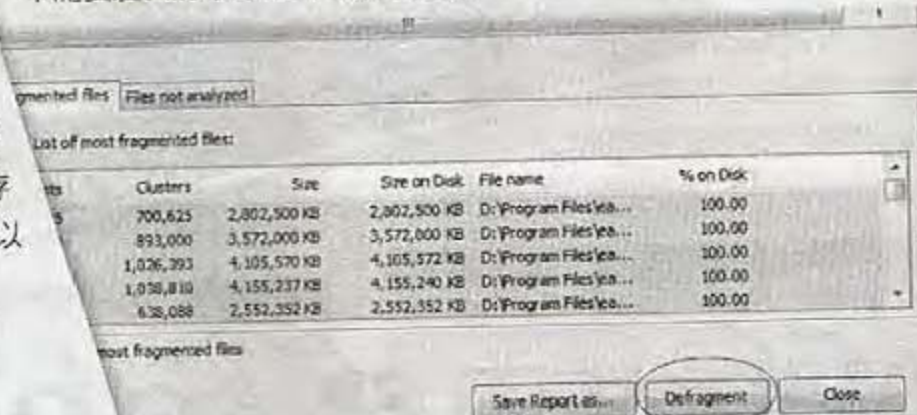 gmented files Files not analyzed
List off most fragmented files:
Clusters Size Size on Disk File name % on Disk
700,625 2,802,500 KB 2,802,500 KB D:\Program Files\ea... 100.00
893,000 3,572,000 KB 3,572,000 KB D:\Program Files\ea... 100.00
1,026,393 4,105,570 KB 4,105,572 KB D:\Program Files\ea... 100.00
1,038,810 4,155,237 KB 4,155,240 KB D:\Program Files\ea... 100.00
638,088 2,552,352 KB 2,552,352 KB D:\Program Files\ea... 100.00
most fragmented files
Save Report as... Defragment Close
以